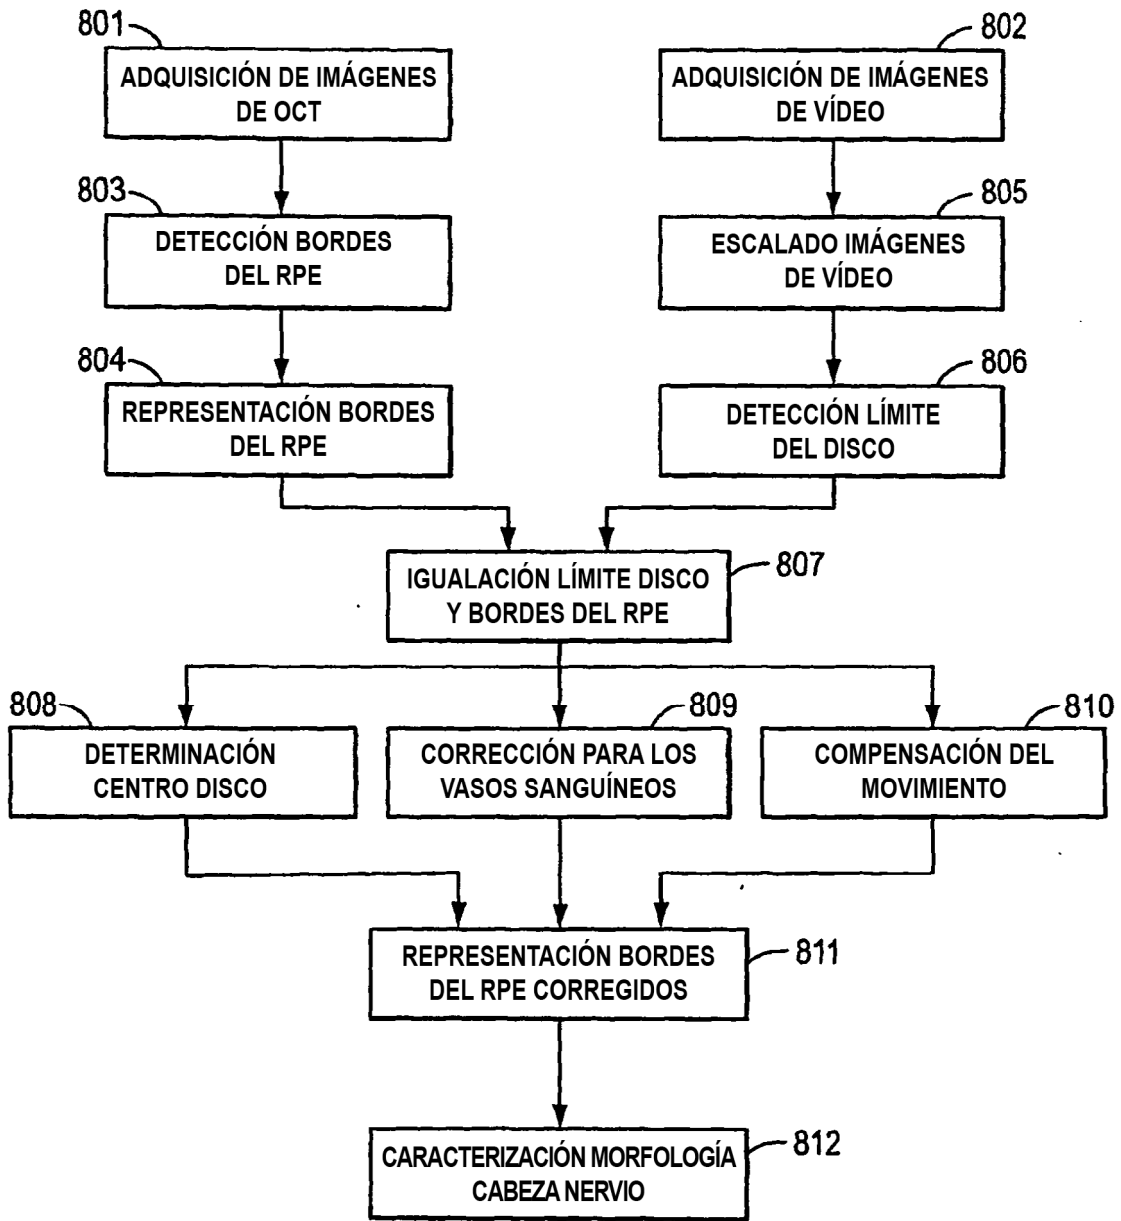 801
ADQUISICIÓN DE IMÁGENES
DE OCT
802
ADQUISICIÓN DE IMÁGENES
DE VÍDEO
803
DETECCIÓN BORDES
DEL RPE
805
ESCALADO IMÁGENES
DE VÍDEO
804
REPRESENTACIÓN BORDES
DEL RPE
806
DETECCIÓN LÍMITE
DEL DISCO
807
IGUALACIÓN LÍMITE DISCO
Y BORDES DEL RPE
808
DETERMINACIÓN
CENTRO DISCO
809
CORRECCIÓN PARA LOS
VASOS SANGUÍNEOS
810
COMPENSACIÓN DEL
MOVIMIENTO
811
REPRESENTACIÓN BORDES
DEL RPE CORREGIDOS
812
CARACTERIZACIÓN MORFOLOGÍA
CABEZA NERVIO